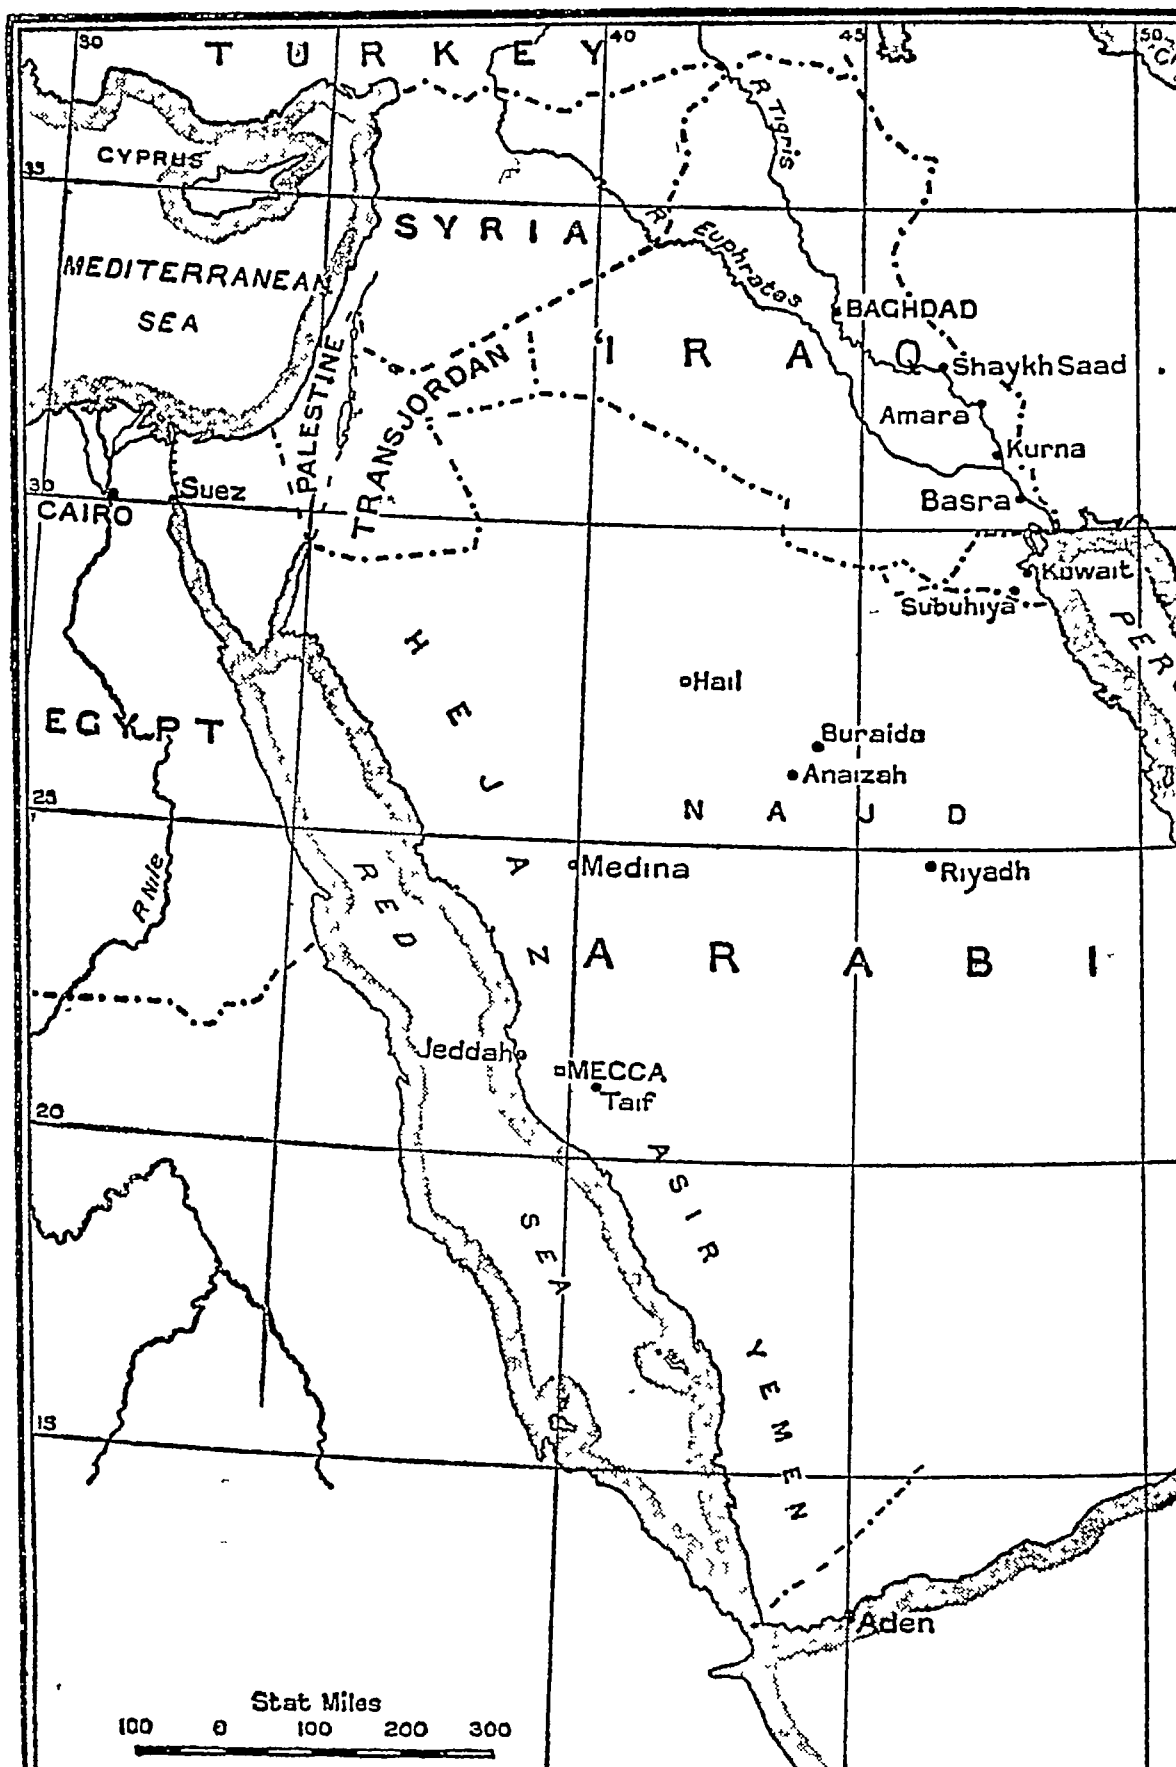 30
40
45
50
TURKEY
R Tigris
CYPRUS
35
SYRIA
R Euphrates
MEDITERRANEAN
SEA
BAGHDAD
IRAQ
Shaykh Saad
PALESTINE
TRANSJORDAN
Amara
Kurna
30
Suez
CAIRO
Basra
Kuwait
Subuhiya
PER
HEJAZ
Hail
EGYPT
Buraida
Anaizah
25
NAJD
Medina
Riyadh
R Nile
RED
ARABI
Jeddah
MECCA
Taif
20
ASIR
SEA
YEMEN
15
Aden
Stat Miles
100 0 100 200 300